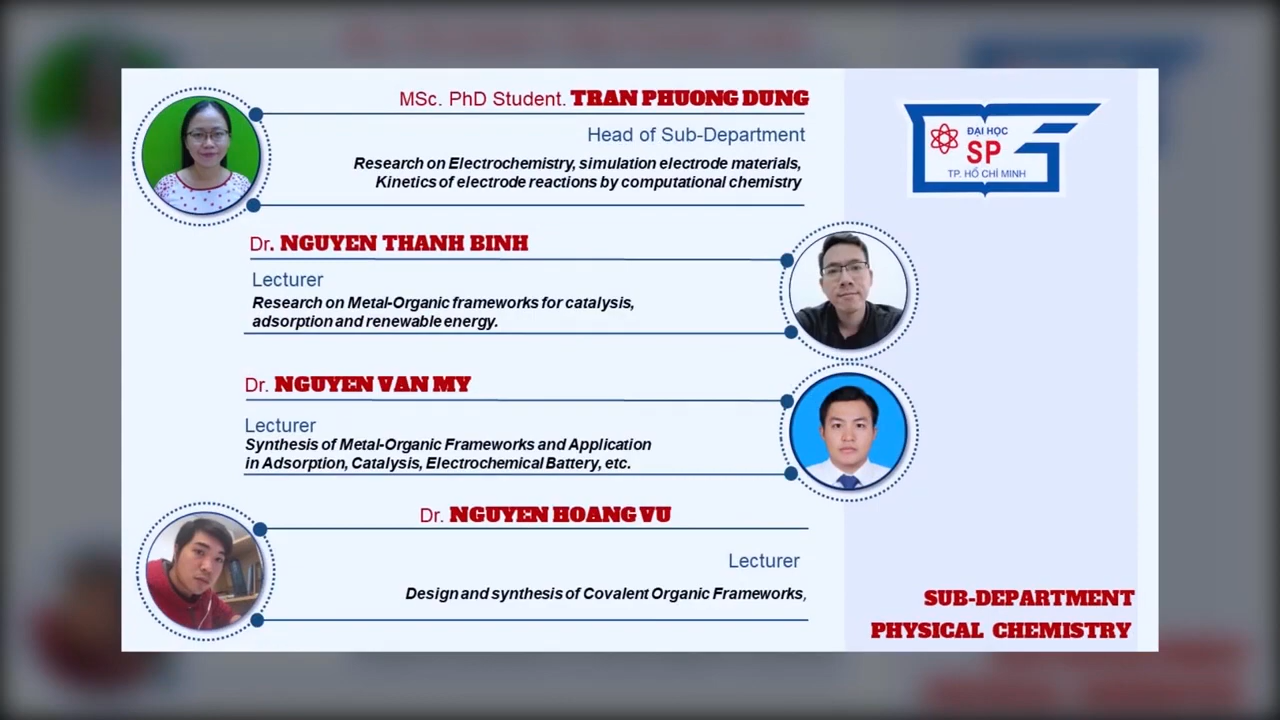 MSc. PhD Student. TRAN PHUONG DUNG
Head of Sub-Department
Research on Electrochemistry, simulation electrode materials,
Kinetics of electrode reactions by computational chemistry
Dr. NGUYEN THANH BINH
Lecturer
Research on Metal-Organic frameworks for catalysis,
adsorption and renewable energy.
Dr. NGUYEN VAN MY
Lecturer
Synthesis of Metal-Organic Frameworks and Application
in Adsorption, Catalysis, Electrochemical Battery, etc.
Dr. NGUYEN HOANG VU
Lecturer
Design and synthesis of Covalent Organic Frameworks,
ĐẠI HỌC
SP
TP. HỒ CHÍ MINH
SUB-DEPARTMENT
PHYSICAL CHEMISTRY